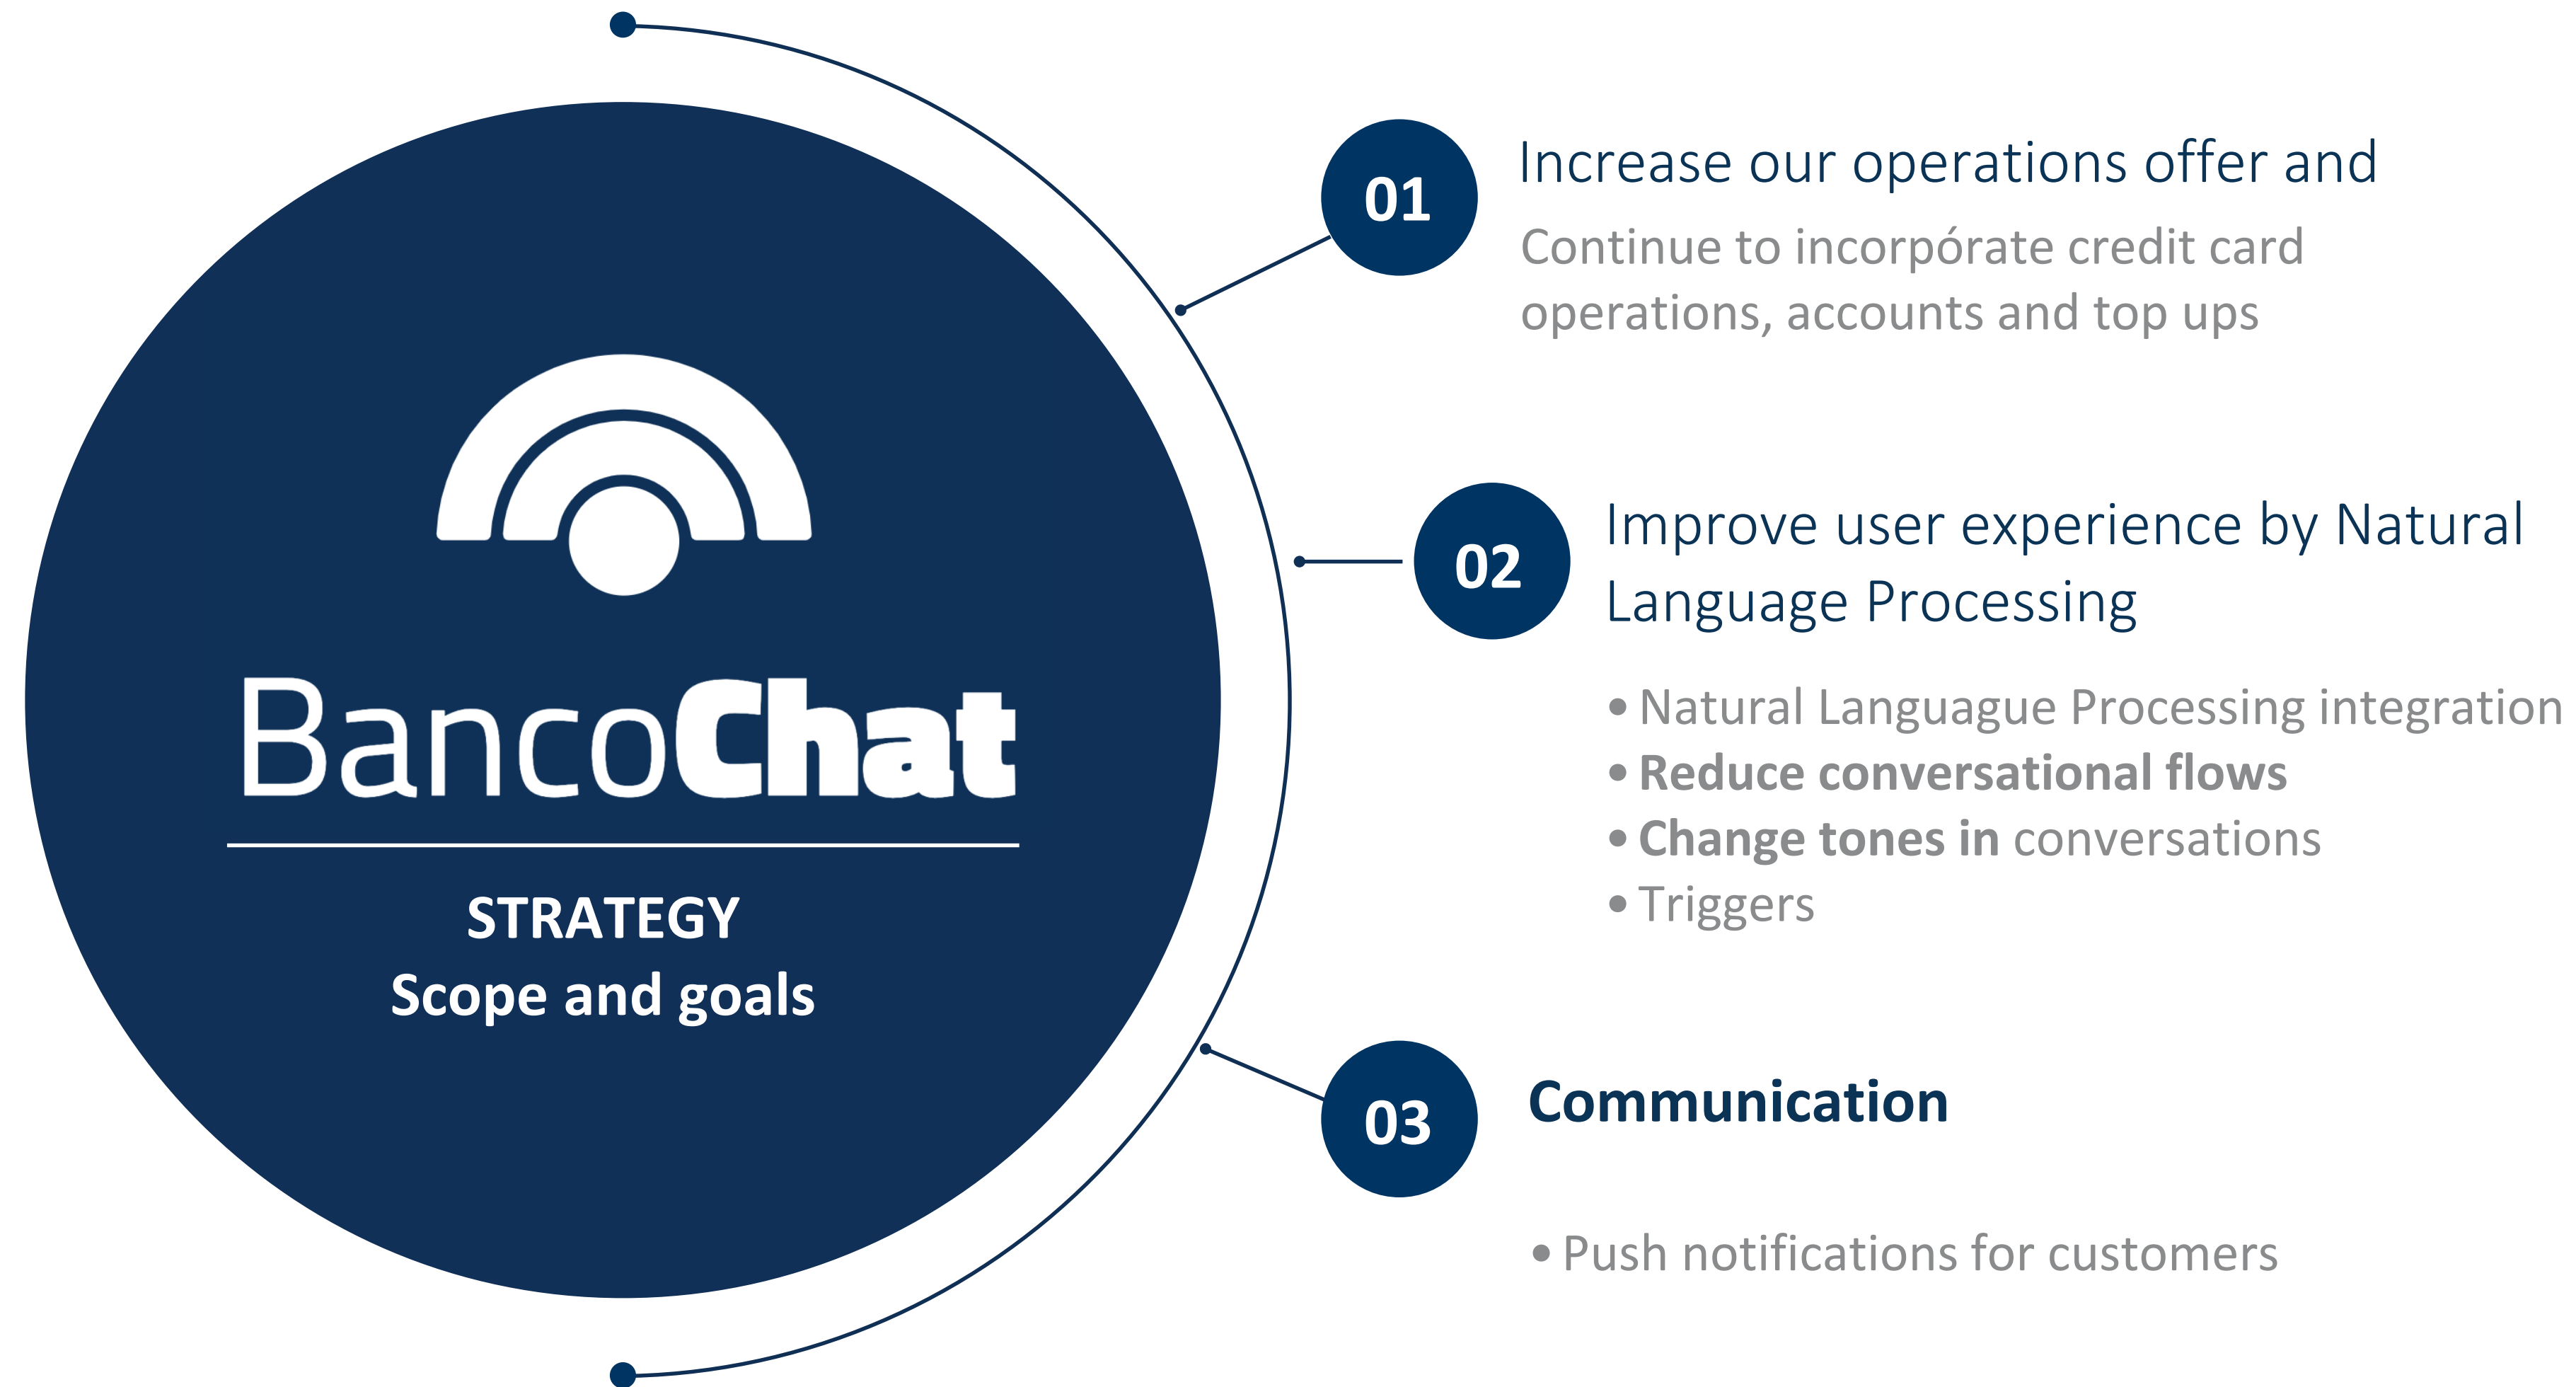 BancoChat
STRATEGY
Scope and goals
01
Increase our operations offer and
Continue to incorpórate credit card
operations, accounts and top ups
02
Improve user experience by Natural
Language Processing
• Natural Languague Processing integration
• Reduce conversational flows
• Change tones in conversations
• Triggers
03
Communication
• Push notifications for customers